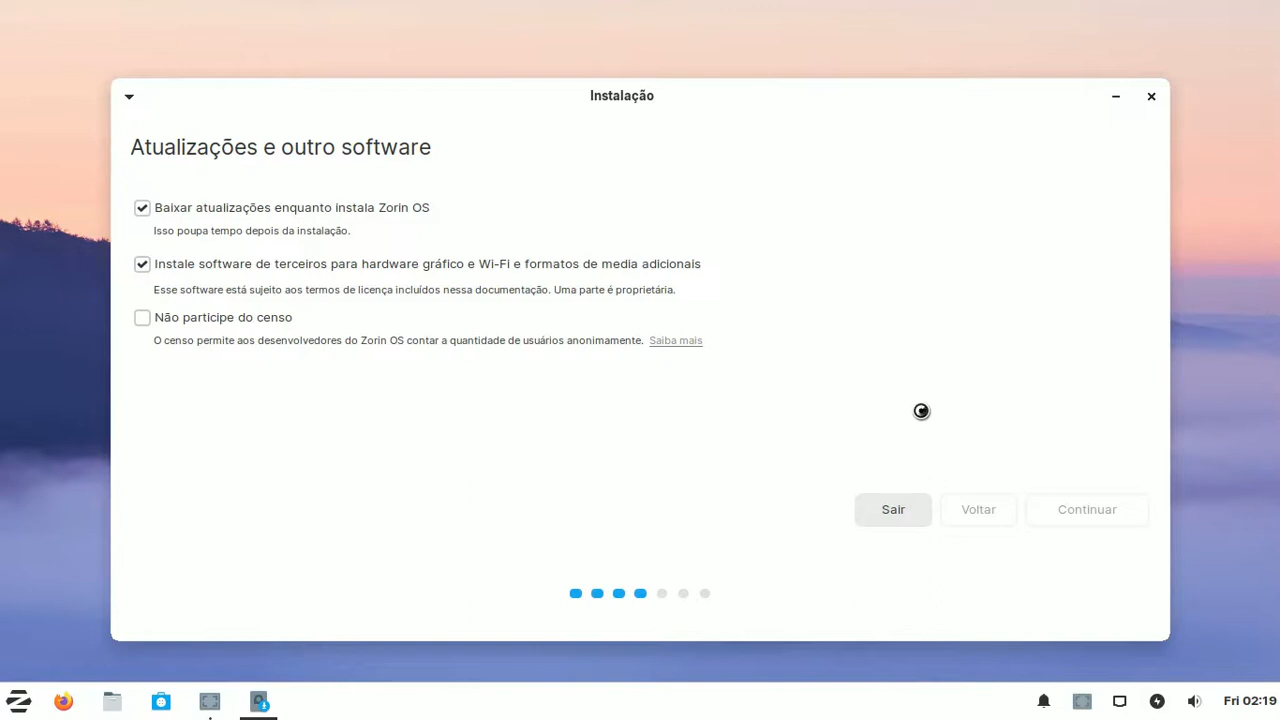 Instalação
Atualizações e outro software
Baixar atualizações enquanto instala Zorin OS
Isso poupa tempo depois da instalação.
Instale software de terceiros para hardware gráfico e Wi-Fi e formatos de media adicionais
Esse software está sujeito aos termos de licença incluídos nessa documentação. Uma parte é proprietária.
Não participe do censo
O censo permite aos desenvolvedores do Zorin OS contar a quantidade de usuários anonimamente. Saiba mais
Sair Voltar Continuar
Fri 02:19